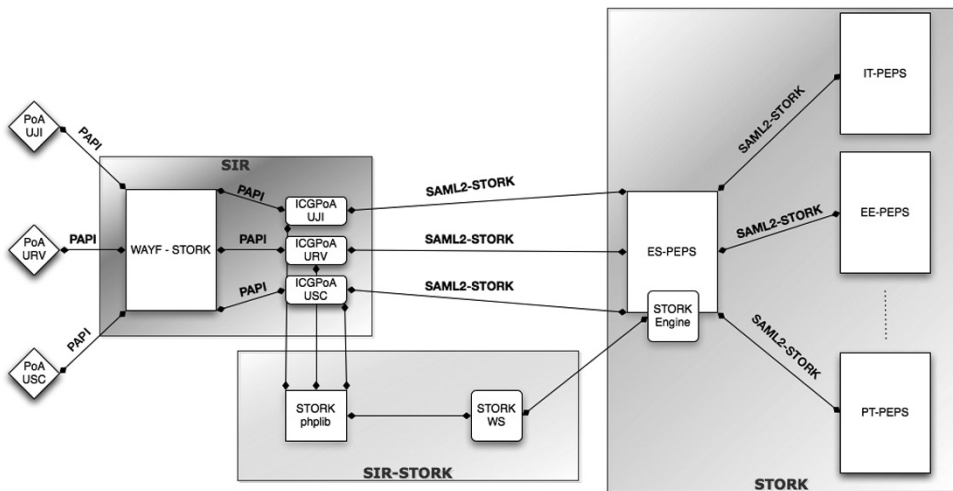 PoA
UJI
PAPI
PoA
URV
PAPI
PoA
USC
PAPI
SIR
WAYF - STORK
PAPI
PAPI
PAPI
ICGPoA
UJI
ICGPoA
URV
ICGPoA
USC
SAML2-STORK
SAML2-STORK
SAML2-STORK
STORK
phplib
STORK
WS
SIR-STORK
ES-PEPS
STORK
Engine
SAML2-STORK
SAML2-STORK
SAML2-STORK
IT-PEPS
EE-PEPS
PT-PEPS
STORK